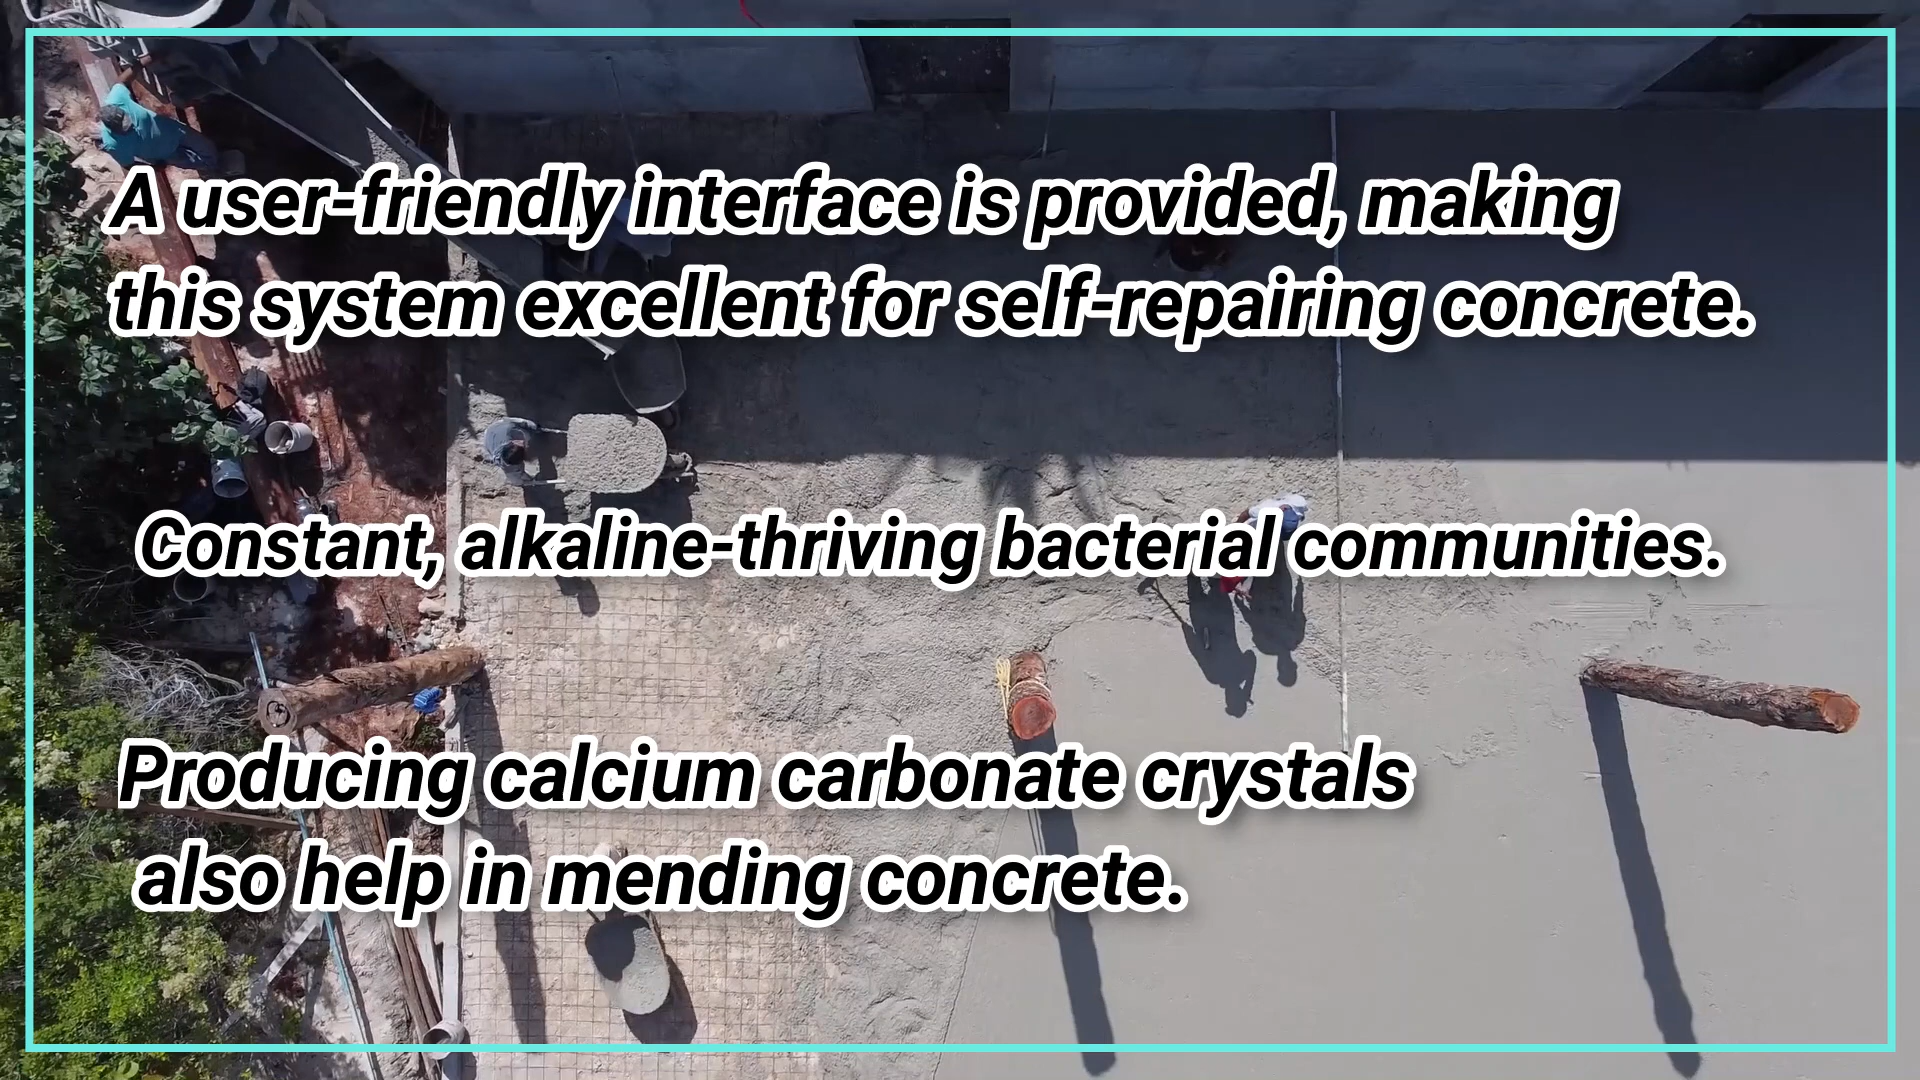 A user-friendly interface is provided, making
this system excellent for self-repairing concrete.
Constant, alkaline-thriving bacterial communities.
Producing calcium carbonate crystals
also help in mending concrete.